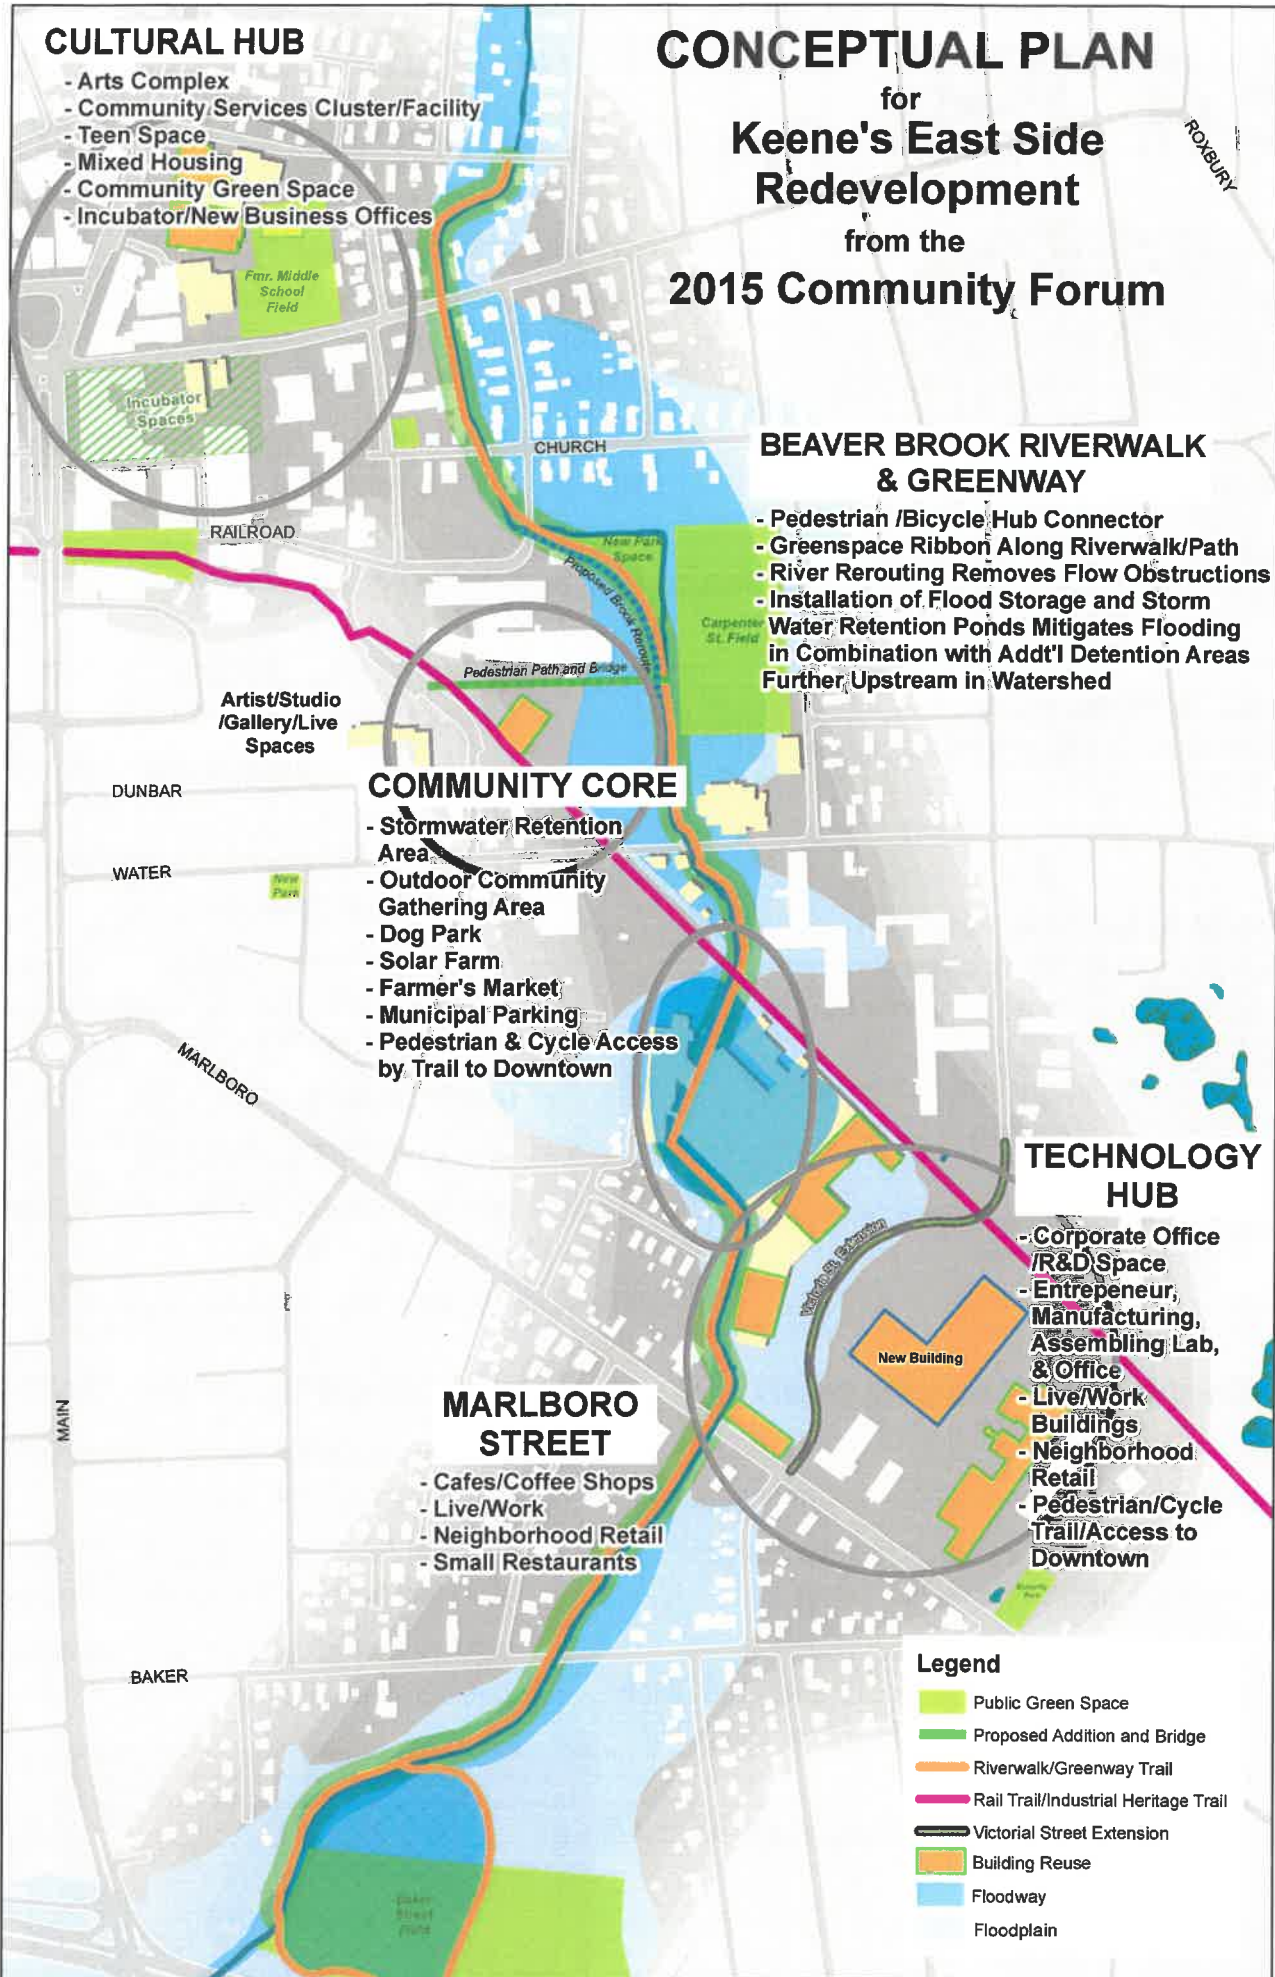 CULTURAL HUB
- Arts Complex
- Community Services Cluster/Facility
- Teen Space
- Mixed Housing
- Community Green Space
- Incubator/New Business Offices
CONCEPTUAL PLAN
for
Keene's East Side
Redevelopment
from the
2015 Community Forum
ROXBURY
Fmr. Middle
School
Field
Incubator
Spaces
CHURCH
RAILROAD
BEAVER BROOK RIVERWALK
& GREENWAY
- Pedestrian /Bicycle Hub Connector
- Greenspace Ribbon Along Riverwalk/Path
- River Rerouting Removes Flow Obstructions
- Installation of Flood Storage and Storm
Water Retention Ponds Mitigates Flooding
in Combination with Addt'l Detention Areas
Further Upstream in Watershed
New Park
Space
Proposed Brook Reroute
Carpenter
St. Field
Pedestrian Path and Bridge
Artist/Studio
/Gallery/Live
Spaces
DUNBAR
WATER
New
Park
COMMUNITY CORE
- Stormwater Retention
Area
- Outdoor Community
Gathering Area
- Dog Park
- Solar Farm
- Farmer's Market
- Municipal Parking
- Pedestrian & Cycle Access
by Trail to Downtown
MARLBORO
TECHNOLOGY
HUB
- Corporate Office
/R&D Space
- Entrepeneur,
Manufacturing,
Assembling Lab,
& Office
- Live/Work
Buildings
- Neighborhood
Retail
- Pedestrian/Cycle
Trail/Access to
Downtown
Victoria St. Extension
New Building
MAIN
MARLBORO
STREET
- Cafes/Coffee Shops
- Live/Work
- Neighborhood Retail
- Small Restaurants
BAKER
Baker
Street
Field
Legend
Public Green Space
Proposed Addition and Bridge
Riverwalk/Greenway Trail
Rail Trail/Industrial Heritage Trail
Victorial Street Extension
Building Reuse
Floodway
Floodplain